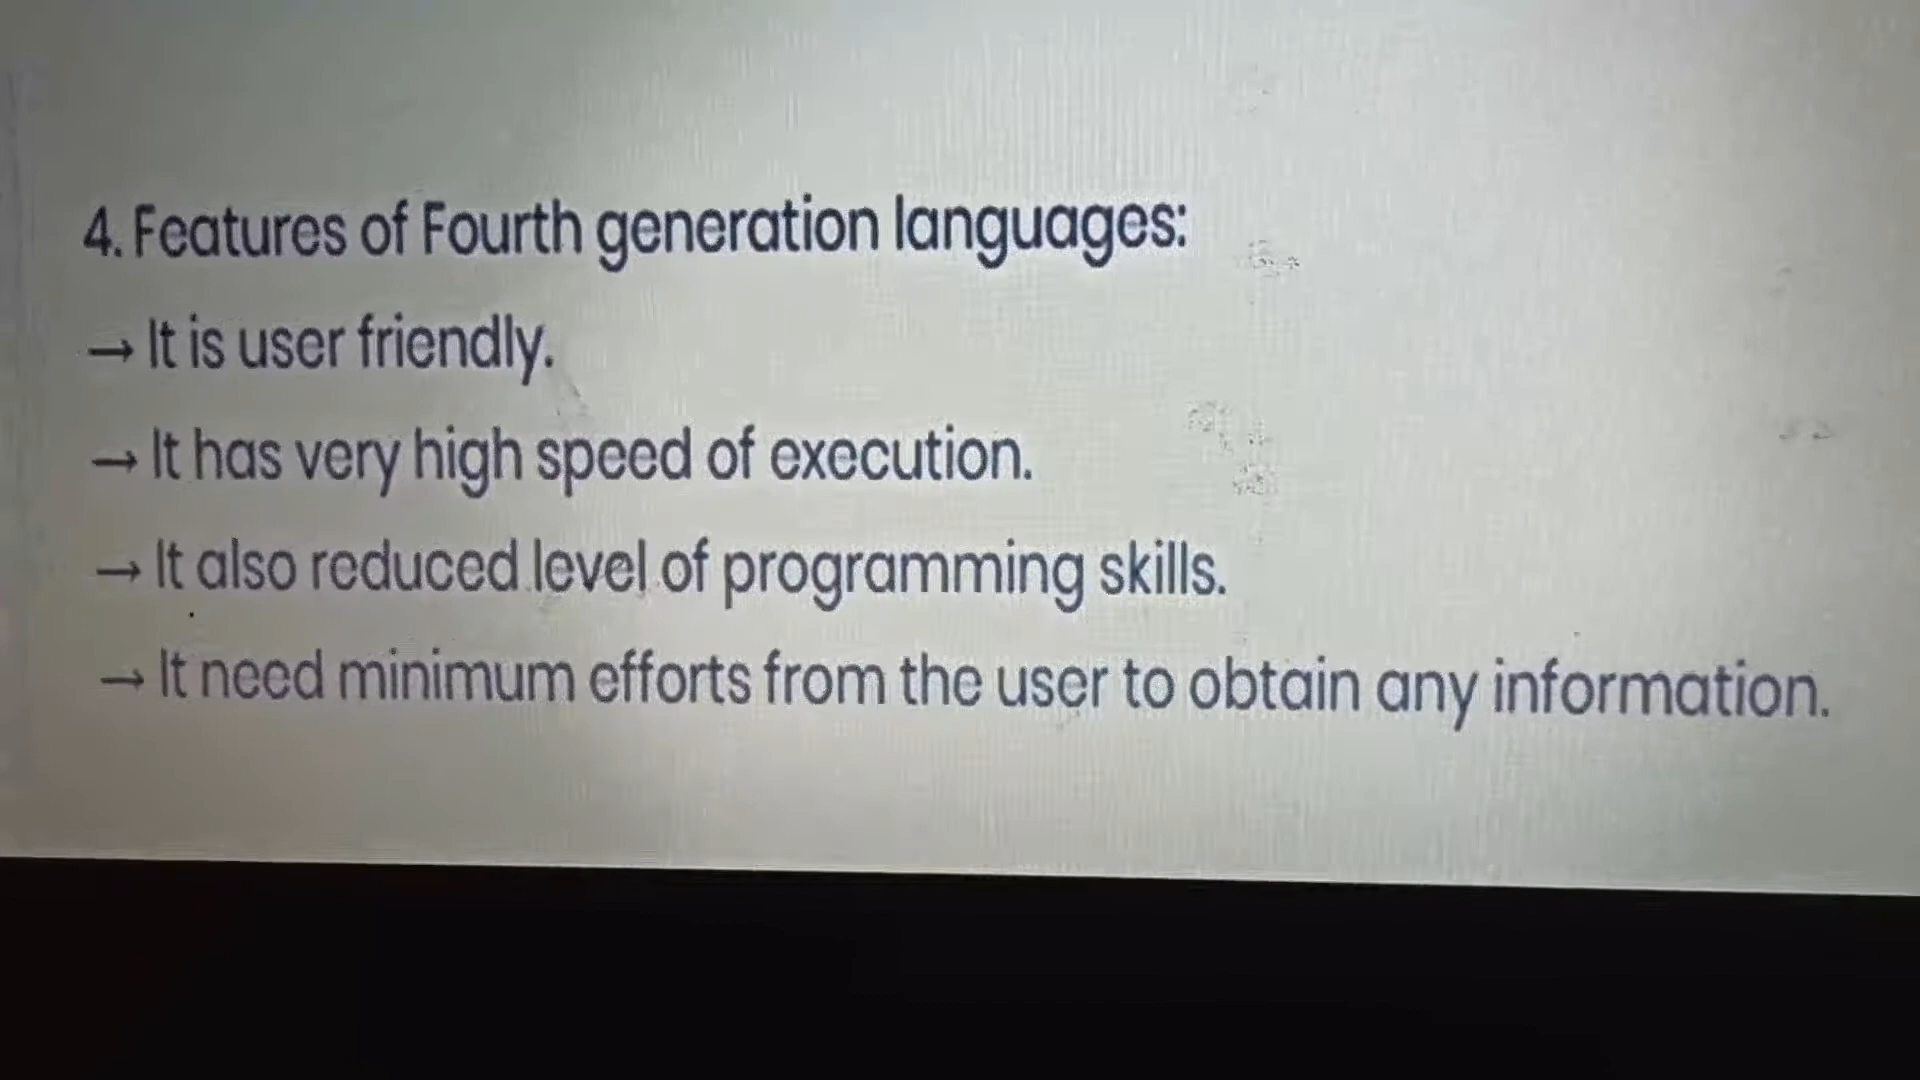 4. Features of Fourth generation languages:
→ It is user friendly.
→ It has very high speed of execution.
→ It also reduced level of programming skills.
→ It need minimum efforts from the user to obtain any information.